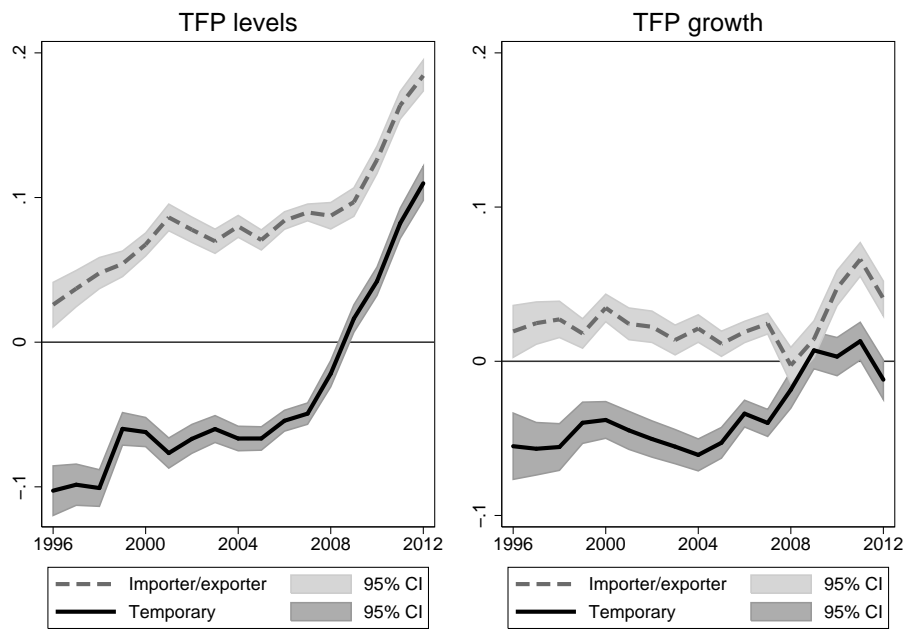 TFP levels
.2
.1
0
-.1
1996 2000 2004 2008 2012
Importer/exporter 95% CI
Temporary 95% CI
TFP growth
.2
.1
0
-.1
1996 2000 2004 2008 2012
Importer/exporter 95% CI
Temporary 95% CI